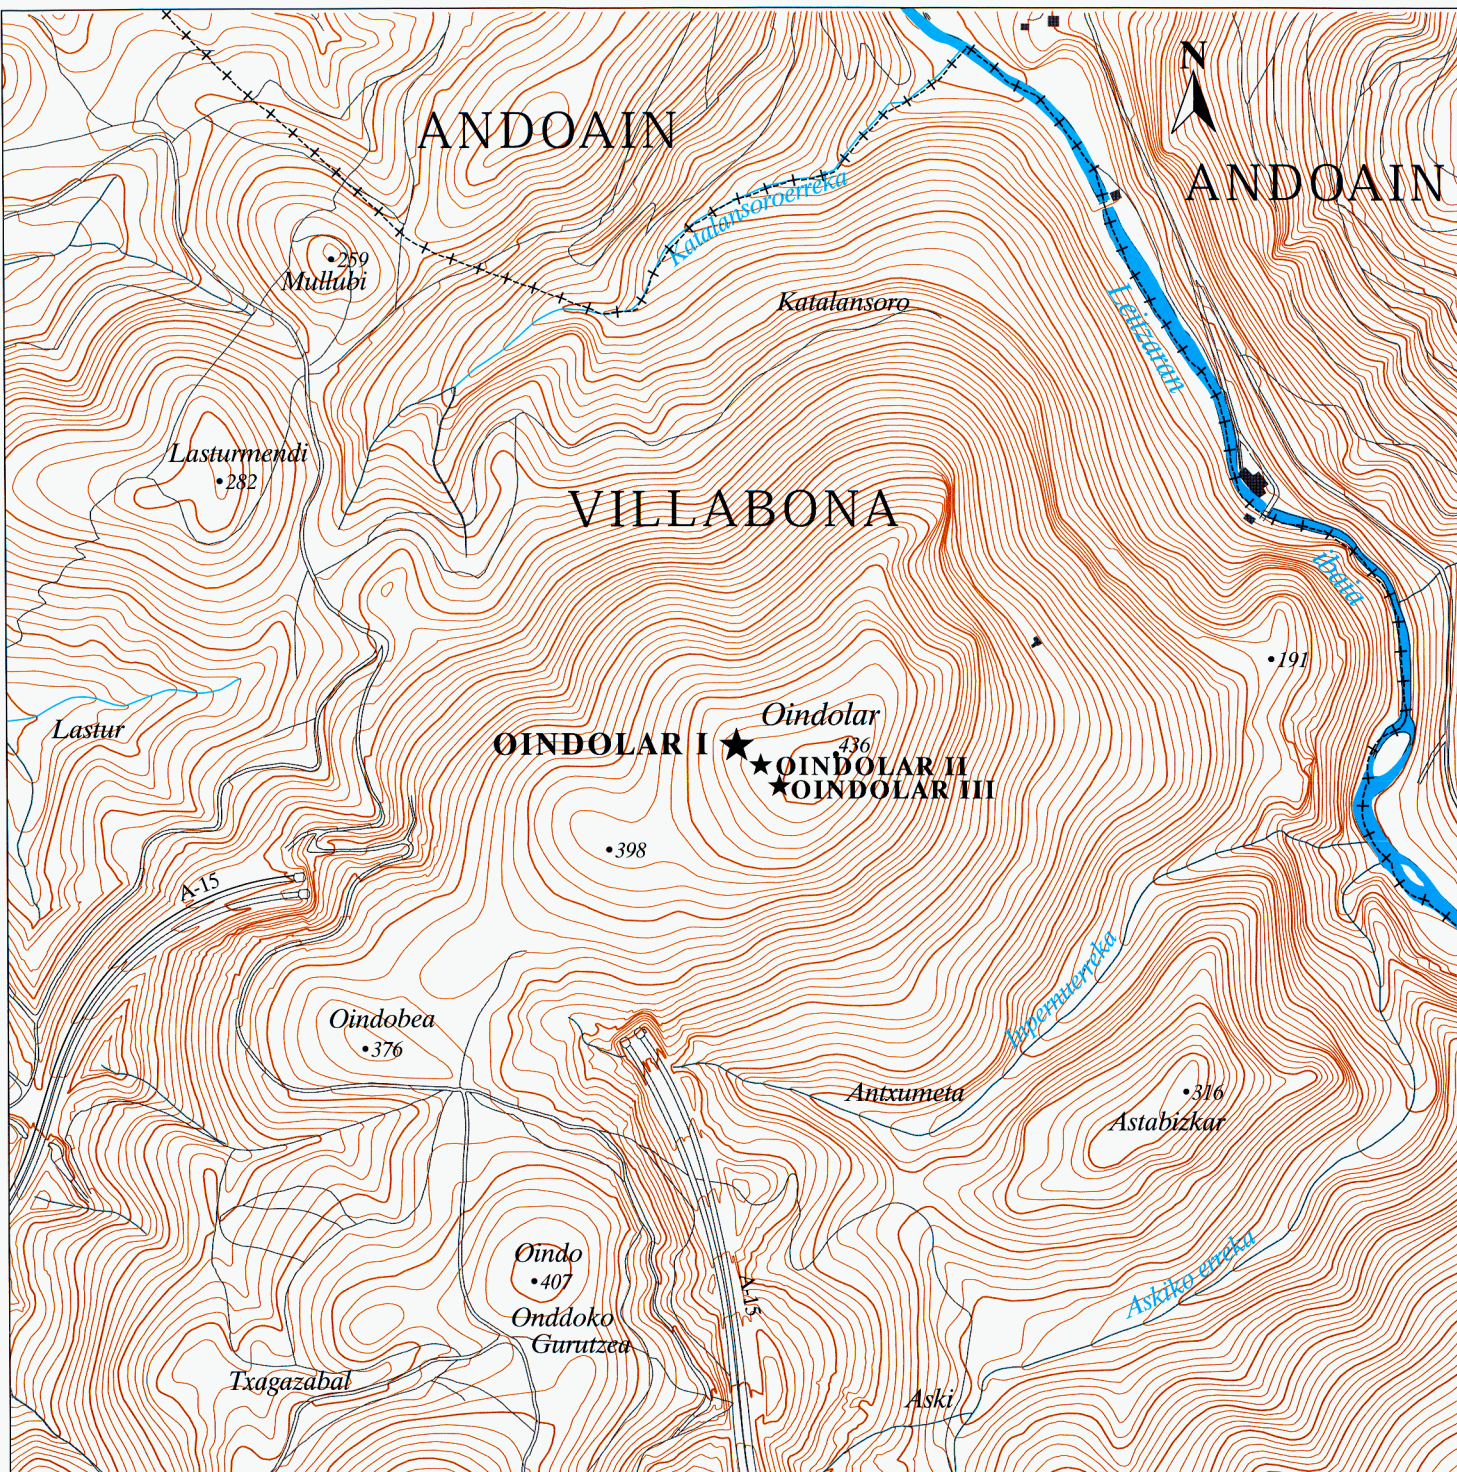 N
ANDOAIN
ANDOAIN
Katalansoroerreka
259
Mullubi
Katalansoro
Leitzaran
Lasturmendi
282
VILLABONA
ibaia
191
Lastur
Oindolar
OINDOLAR I
436
OINDOLAR II
OINDOLAR III
398
A-15
Inpernuerreka
Oindobea
376
Antxumeta
316
Astabizkar
Oindo
407
A-15
Askiko erreka
Onddoko
Gurutzea
Txagazabal
Aski